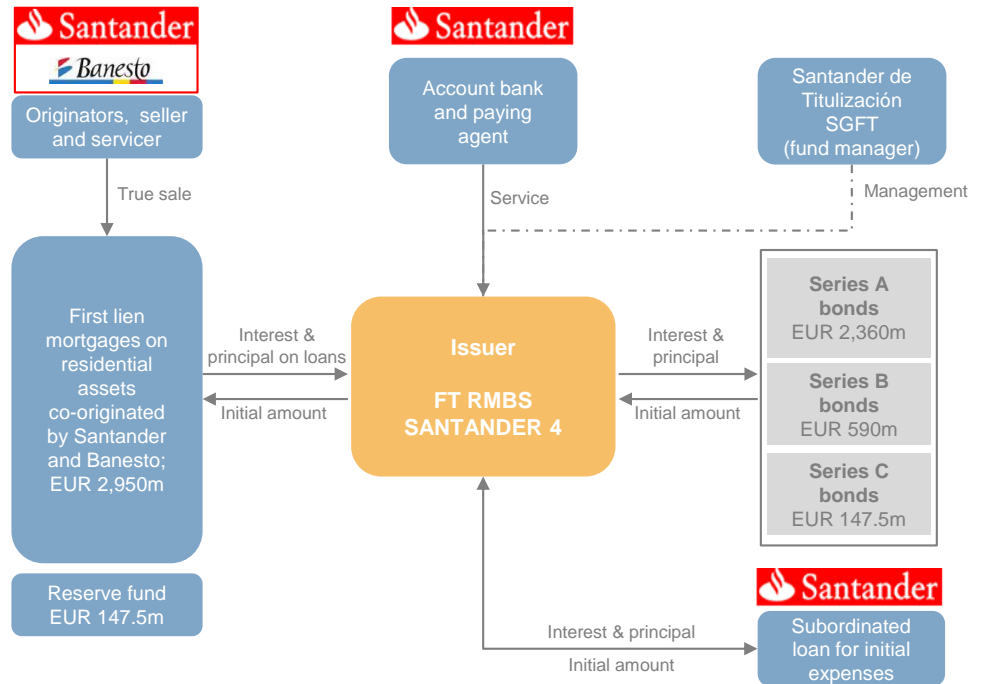 Santander
Banesto
Originators, seller
and servicer
Santander
Account bank
and paying
agent
Santander de
Titulización
SGFT
(fund manager)
True sale
Service
Management
First lien
mortgages on
residential
assets
co-originated
by Santander
and Banesto;
EUR 2,950m
Interest &
principal on loans
Initial amount
Issuer
FT RMBS
SANTANDER 4
Interest &
principal
Initial amount
Series A
bonds
EUR 2,360m
Series B
bonds
EUR 590m
Series C
bonds
EUR 147.5m
Reserve fund
EUR 147.5m
Interest & principal
Initial amount
Santander
Subordinated
loan for initial
expenses